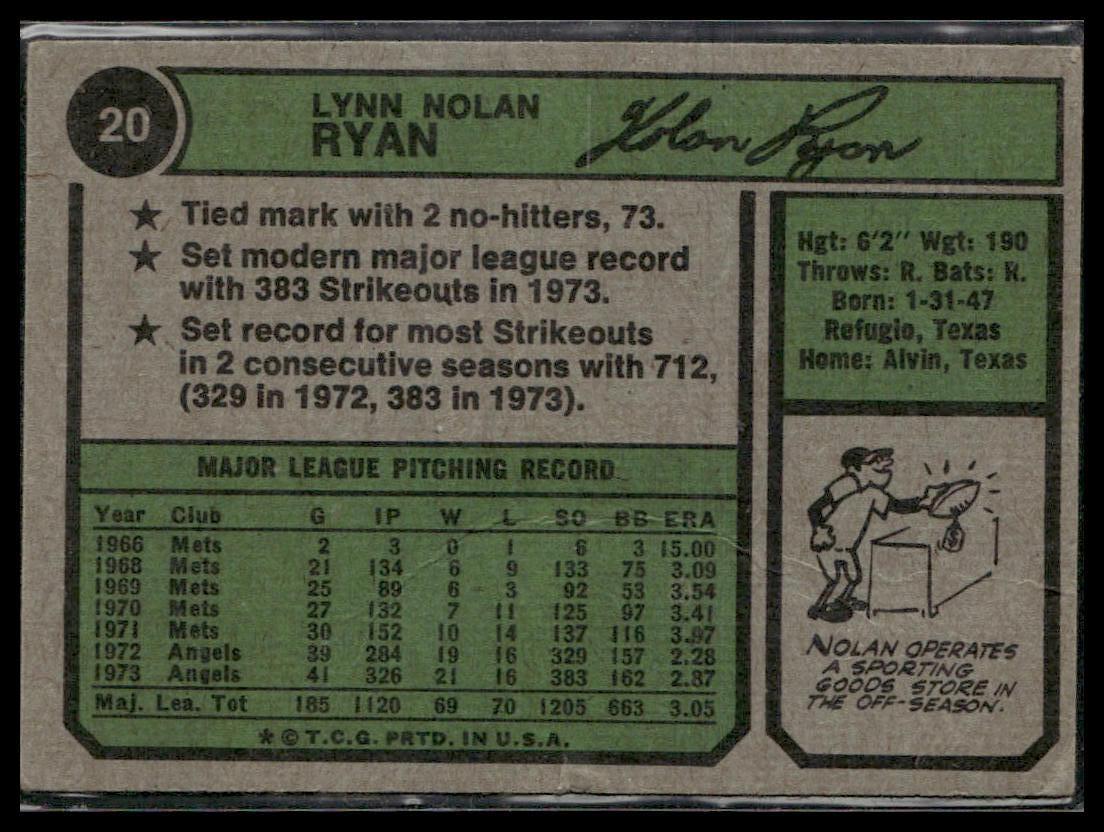 20
LYNN NOLAN
RYAN
Nolan Ryan
★ Tied mark with 2 no-hitters, 73.
★ Set modern major league record
with 383 Strikeouts in 1973.
★ Set record for most Strikeouts
in 2 consecutive seasons with 712,
(329 in 1972, 383 in 1973).
Hgt: 6'2" Wgt: 190
Throws: R. Bats: R.
Born: 1-31-47
Refugio, Texas
Home: Alvin, Texas
MAJOR LEAGUE PITCHING RECORD
Year Club G IP W L SO BB ERA
1966 Mets 2 3 0 1 6 3 15.00
1968 Mets 21 134 6 9 133 75 3.09
1969 Mets 25 89 6 3 92 53 3.54
1970 Mets 27 132 7 11 125 97 3.41
1971 Mets 30 152 10 14 137 116 3.97
1972 Angels 39 284 19 16 329 157 2.28
1973 Angels 41 326 21 16 383 162 2.87
Maj. Lea. Tot 185 1120 69 70 1205 663 3.05
* © T.C.G. PRTD. IN U.S.A.
$
NOLAN OPERATES
A SPORTING
GOODS STORE IN
THE OFF-SEASON.